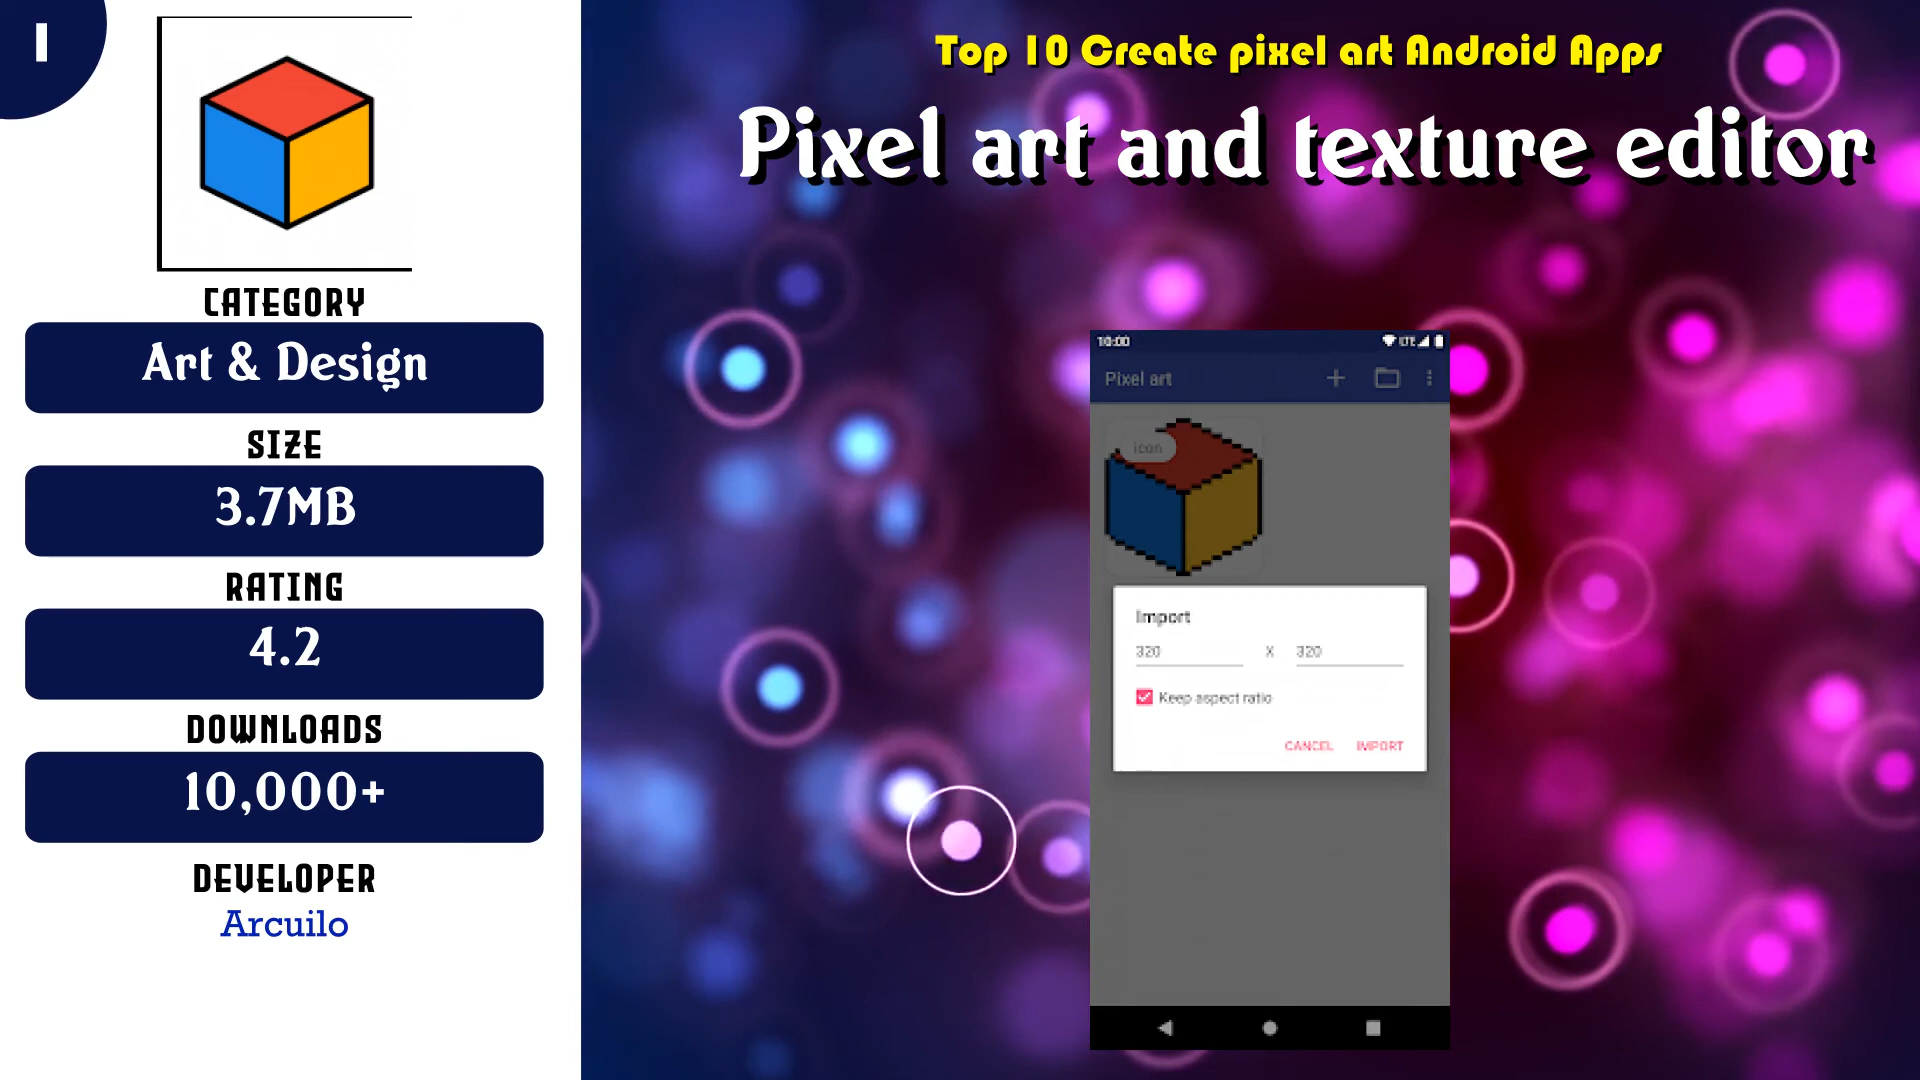 1
CATEGORY
Art & Design
SIZE
3.7MB
RATING
4.2
DOWNLOADS
10,000+
DEVELOPER
Arcuilo
Top 10 Create pixel art Android Apps
Pixel art and texture editor
10:00
LTE
Pixel art
icon
Import
320 X 320
Keep aspect ratio
CANCEL IMPORT